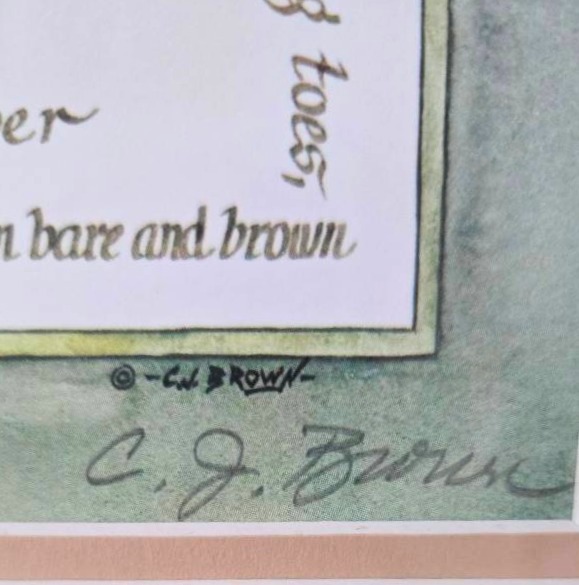 g toes,
er
bare and brown
© -C.J. BROWN-
C. J. Brown